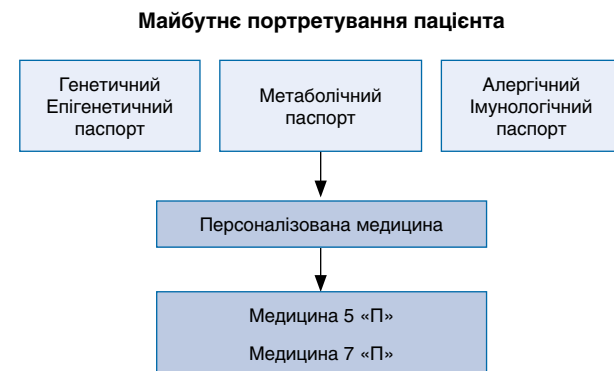 Майбутнє портретування пацієнта
Генетичний
Епігенетичний
паспорт
Метаболічний
паспорт
Алергічний
Імунологічний
паспорт
Персоналізована медицина
Медицина 5 «П»
Медицина 7 «П»